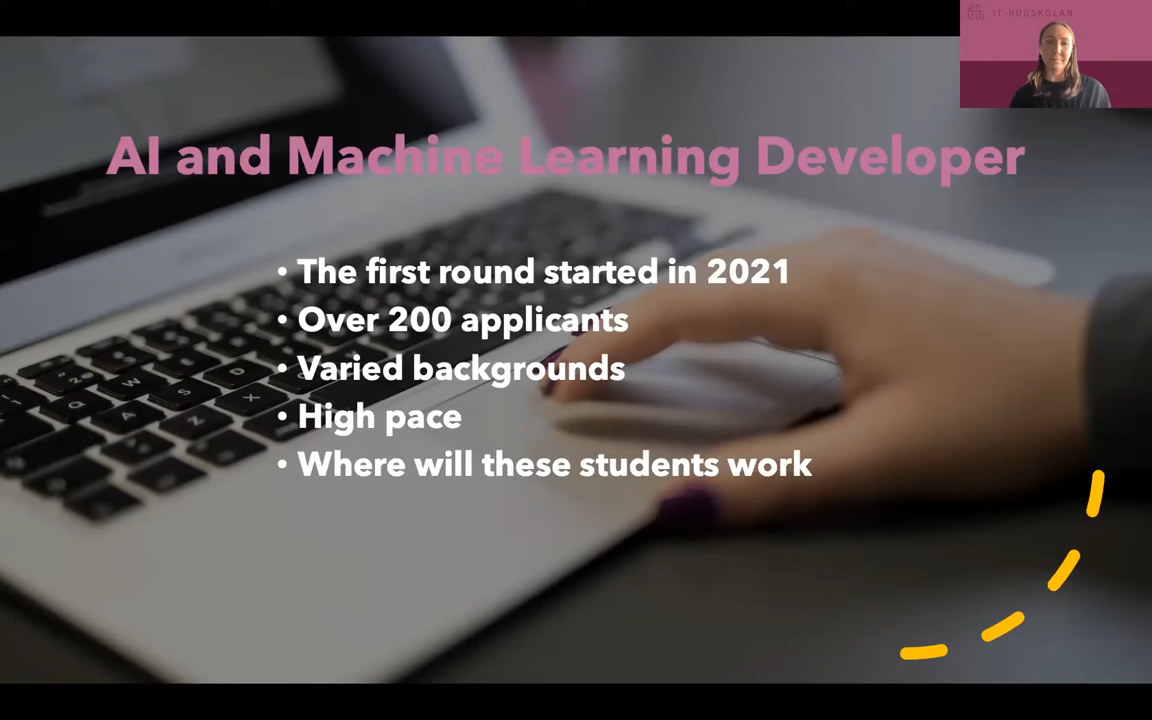 IT-HÖGSKOLAN
AI and Machine Learning Developer
• The first round started in 2021
• Over 200 applicants
• Varied backgrounds
• High pace
• Where will these students work